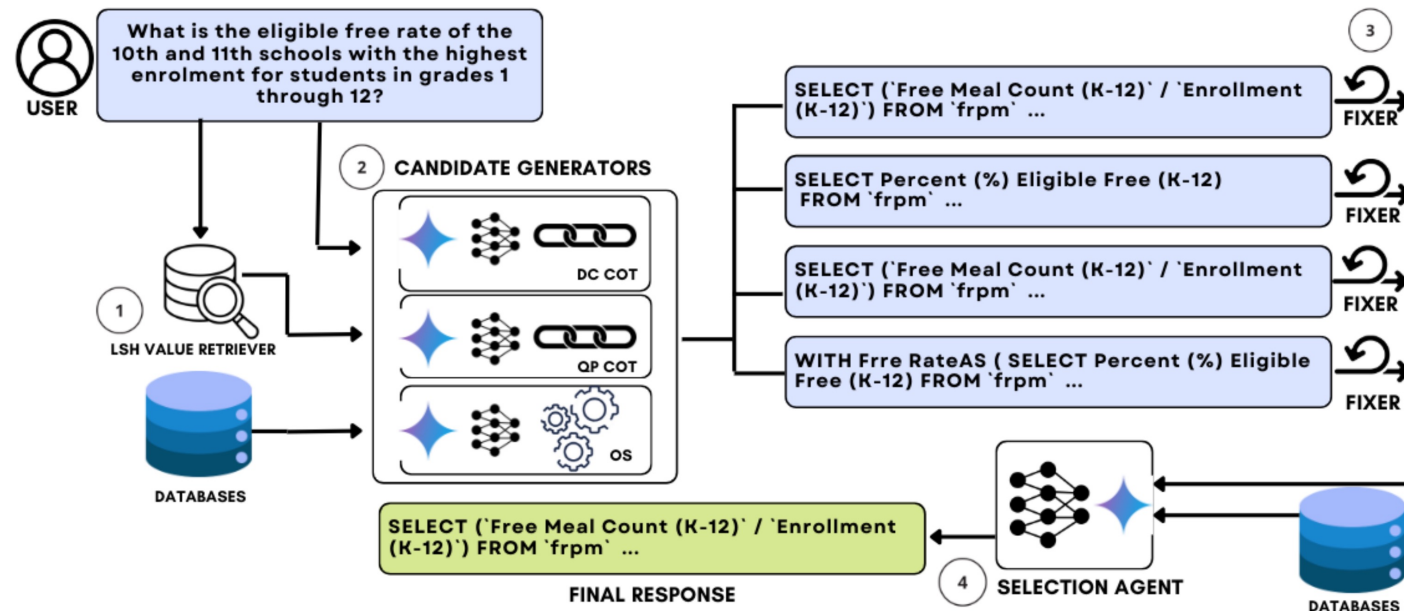 What is the eligible free rate of the
10th and 11th schools with the highest
enrolment for students in grades 1
through 12?
USER
3
SELECT (`Free Meal Count (K-12)` / `Enrollment
(K-12)`) FROM `frpm` ...
FIXER
2
CANDIDATE GENERATORS
SELECT Percent (%) Eligible Free (K-12)
FROM `frpm` ...
FIXER
DC COT
SELECT (`Free Meal Count (K-12)` / `Enrollment
(K-12)`) FROM `frpm` ...
FIXER
1
LSH VALUE RETRIEVER
QP COT
WITH Frre RateAS ( SELECT Percent (%) Eligible
Free (K-12) FROM `frpm` ...
FIXER
OS
DATABASES
SELECT (`Free Meal Count (K-12)` / `Enrollment
(K-12)`) FROM `frpm` ...
FINAL RESPONSE
4
SELECTION AGENT
DATABASES